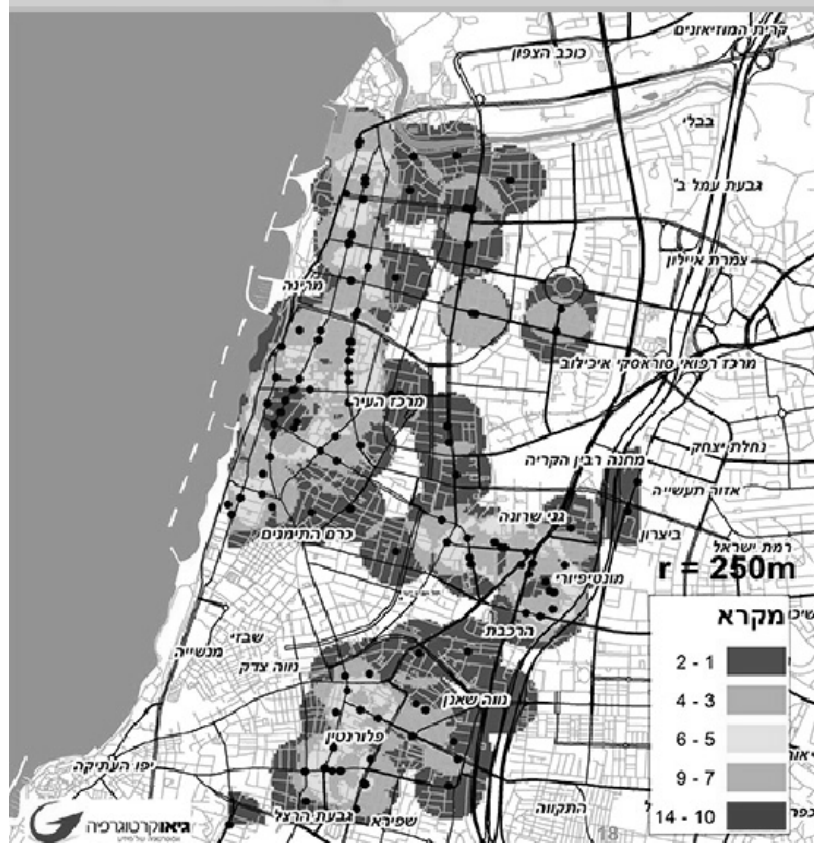 קרית המוזיאונים
כוכב הצפון
בבלי
גבעת עמל ב'
צמרת איילון
מרינה
מרכז רפואי סוראסקי איכילוב
מרכז העיר
נחלת יצחק
מחנה רבין הקריה
אזור תעשייה
גני שרונה
ביצרון
כרם התימנים
רמת ישראל
r = 250m
מונטיפיורי
שיכו
מקרא
הרכבת
שבזי
מנשייה
נווה צדק
2 - 1
נווה שאנן
4 - 3
פלורנטין
6 - 5
יפו העתיקה
9 - 7
התקווה
14 - 10
גבעת הרצל
שפירא
גיאוקרטוגרפיה
18